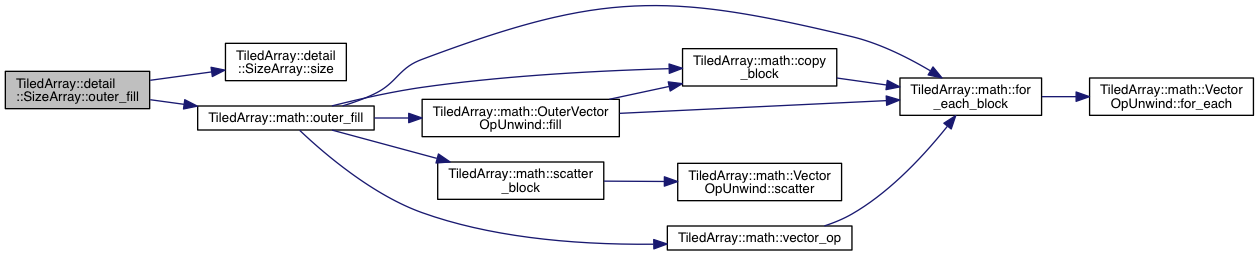 TiledArray::detail
::SizeArray::outer_fill
TiledArray::detail
::SizeArray::size
TiledArray::math::outer_fill
TiledArray::math::OuterVector
OpUnwind::fill
TiledArray::math::scatter
_block
TiledArray::math::copy
_block
TiledArray::math::Vector
OpUnwind::scatter
TiledArray::math::vector_op
TiledArray::math::for
_each_block
TiledArray::math::Vector
OpUnwind::for_each